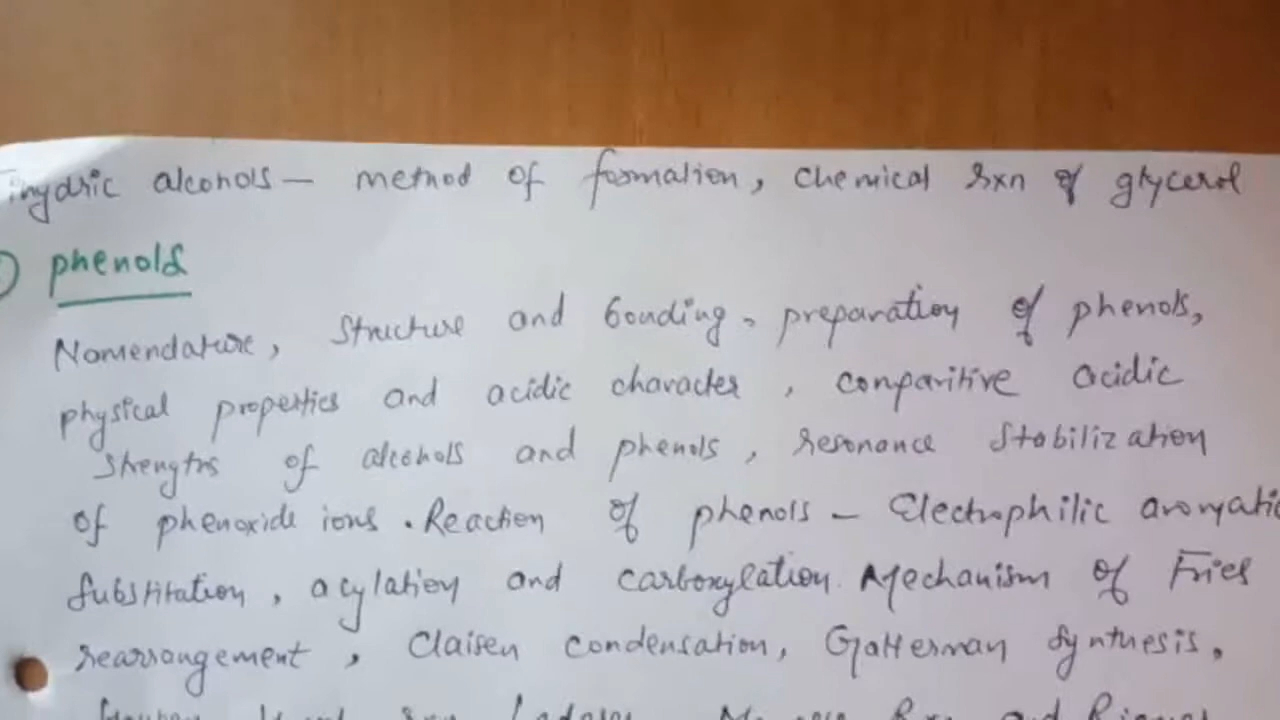 alcohols — method of formation, chemical rxn of glycerol
phenols
Nomenclature, structure and bonding, preparation of phenols,
physical properties and acidic character, comparitive acidic
strengths of alcohols and phenols, resonance stabilization
of phenoxide ions. Reaction of phenols — Electrophilic aromatic
substitution, acylation and carboxylation. Mechanism of Fries
rearrangement, Claisen condensation, Gatterman synthesis,
and